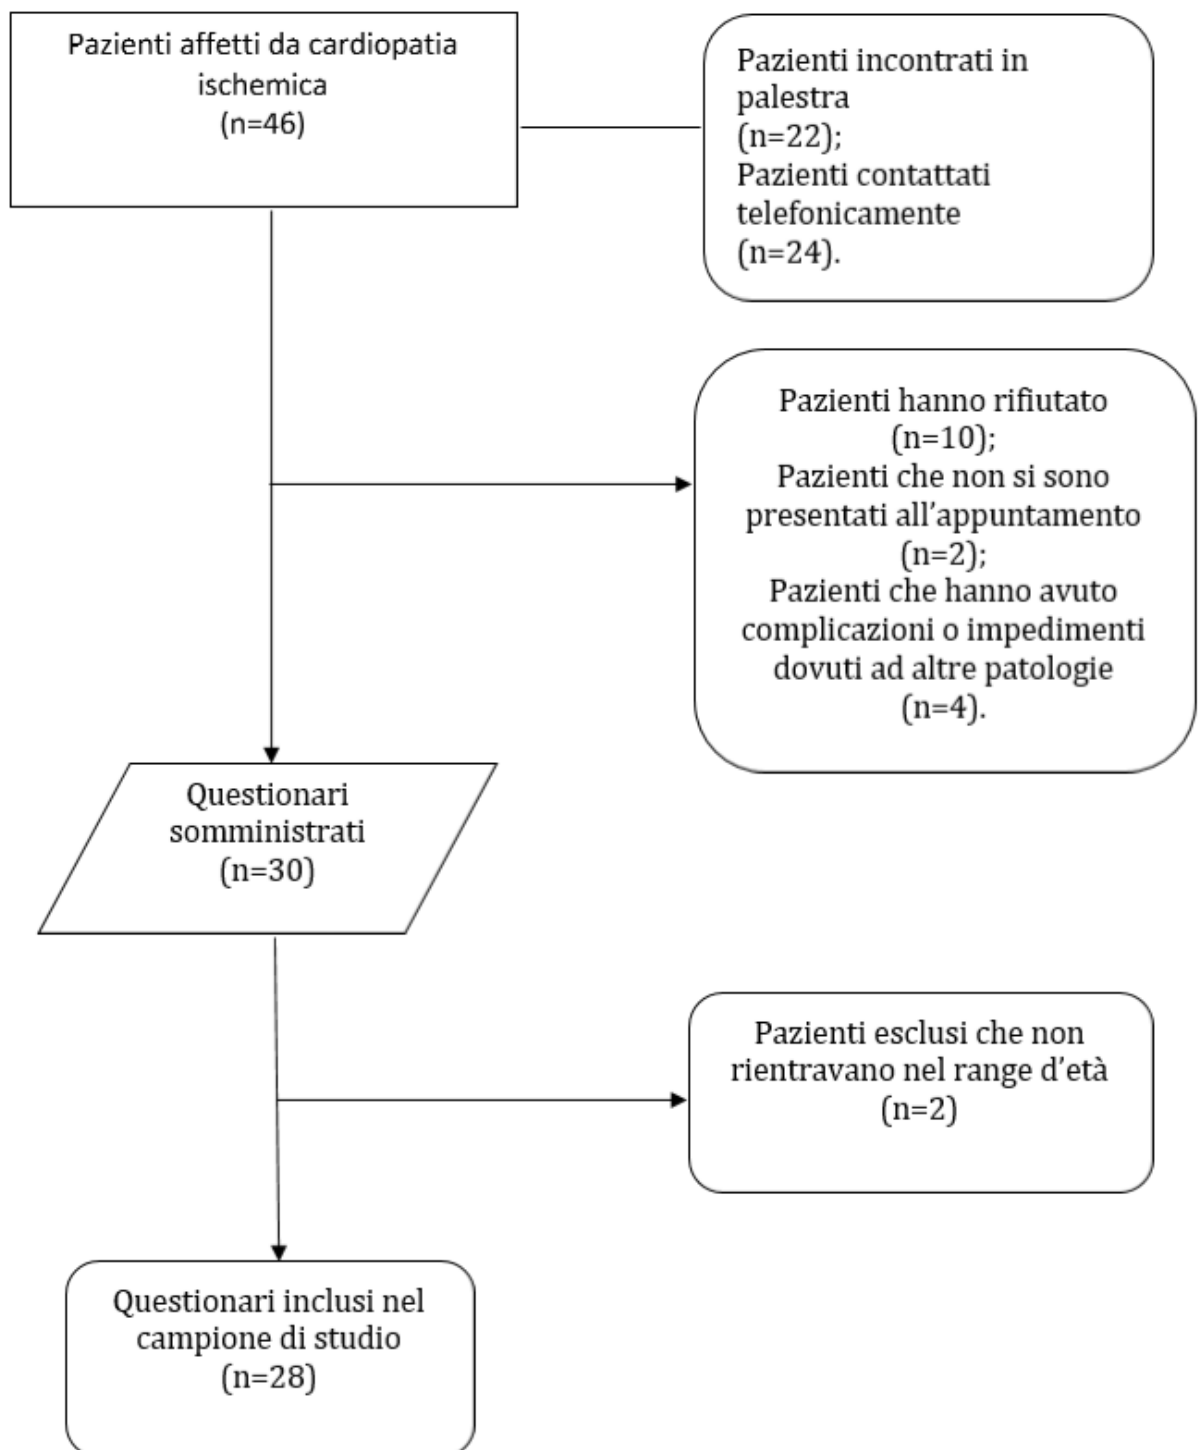 Pazienti affetti da cardiopatia
ischemica
(n=46)
Pazienti incontrati in
palestra
(n=22);
Pazienti contattati
telefonicamente
(n=24).
Pazienti hanno rifiutato
(n=10);
Pazienti che non si sono
presentati all’appuntamento
(n=2);
Pazienti che hanno avuto
complicazioni o impedimenti
dovuti ad altre patologie
(n=4).
Questionari
somministrati
(n=30)
Pazienti esclusi che non
rientravano nel range d’età
(n=2)
Questionari inclusi nel
campione di studio
(n=28)